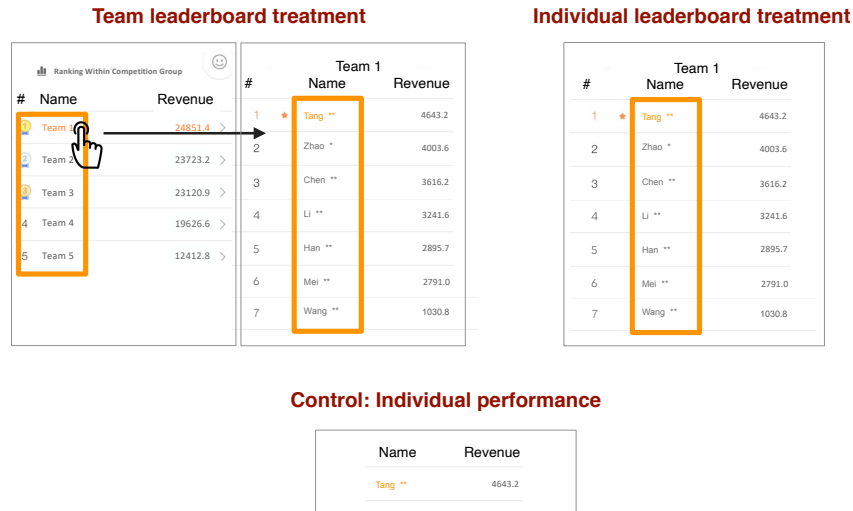 Team leaderboard treatment
Individual leaderboard treatment
Ranking Within Competition Group
# Name Revenue
1 Team 1 24851.4 >
2 Team 2 23723.2 >
3 Team 3 23120.9 >
4 Team 4 19626.6 >
5 Team 5 12412.8 >
Team 1
# Name Revenue
1 Tang ** 4643.2
2 Zhao * 4003.6
3 Chen ** 3616.2
4 Li ** 3241.6
5 Han ** 2895.7
6 Mei ** 2791.0
7 Wang ** 1030.8
Team 1
# Name Revenue
1 Tang ** 4643.2
2 Zhao * 4003.6
3 Chen ** 3616.2
4 Li ** 3241.6
5 Han ** 2895.7
6 Mei ** 2791.0
7 Wang ** 1030.8
Control: Individual performance
Name Revenue
Tang ** 4643.2